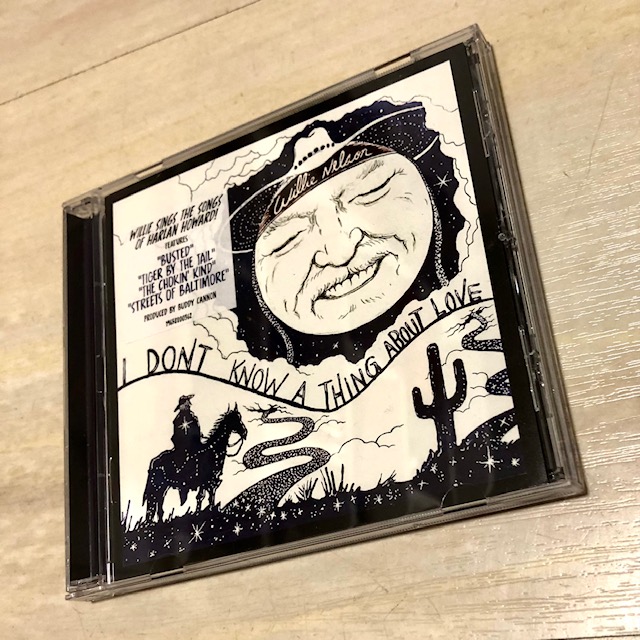 Willie Nelson
WILLIE SINGS THE SONGS
OF HARLAN HOWARD!
FEATURES
"BUSTED"
"TIGER BY THE TAIL"
"THE CHOKIN' KIND"
"STREETS OF BALTIMORE"
PRODUCED BY BUDDY CANNON
I DON'T KNOW A THING ABOUT LOVE